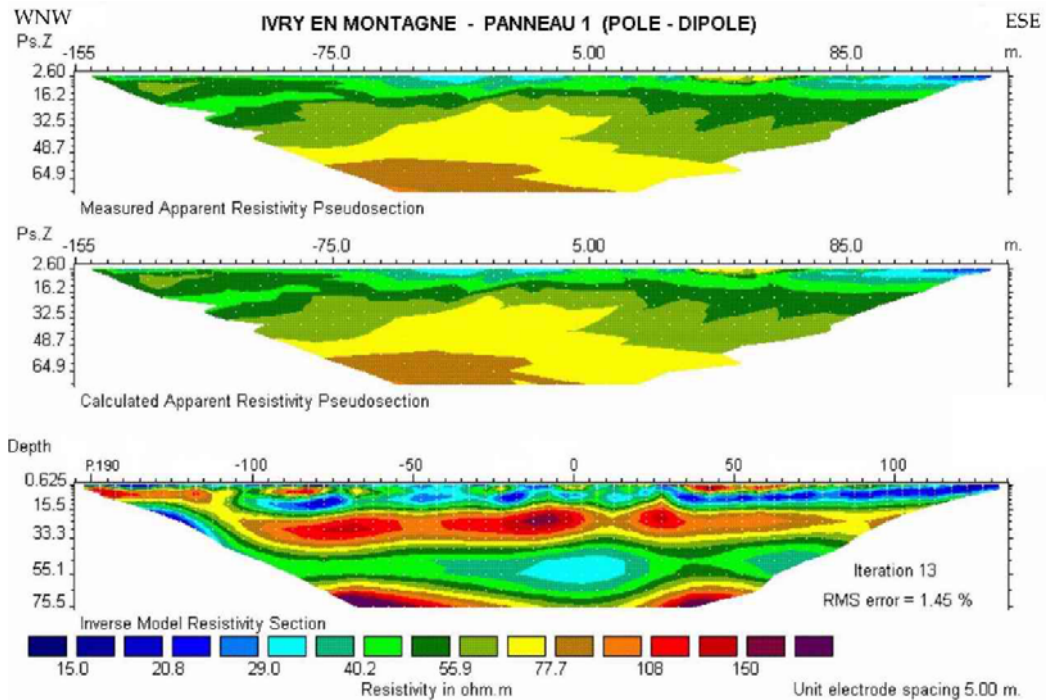 WNW IVRY EN MONTAGNE - PANNEAU 1 (POLE - DIPOLE) ESE
Ps.Z -155 -75.0 5.00 85.0 m.
2.60
16.2
32.5
48.7
64.9
Measured Apparent Resistivity Pseudosection
Ps.Z -155 -75.0 5.00 85.0 m.
2.60
16.2
32.5
48.7
64.9
Calculated Apparent Resistivity Pseudosection
Depth P.190 -100 -50 0 50 100
0.625
15.5
33.3
55.1
75.5
Iteration 13
RMS error = 1.45 %
Inverse Model Resistivity Section
15.0 20.8 29.0 40.2 55.9 77.7 108 150
Resistivity in ohm.m Unit electrode spacing 5.00 m.